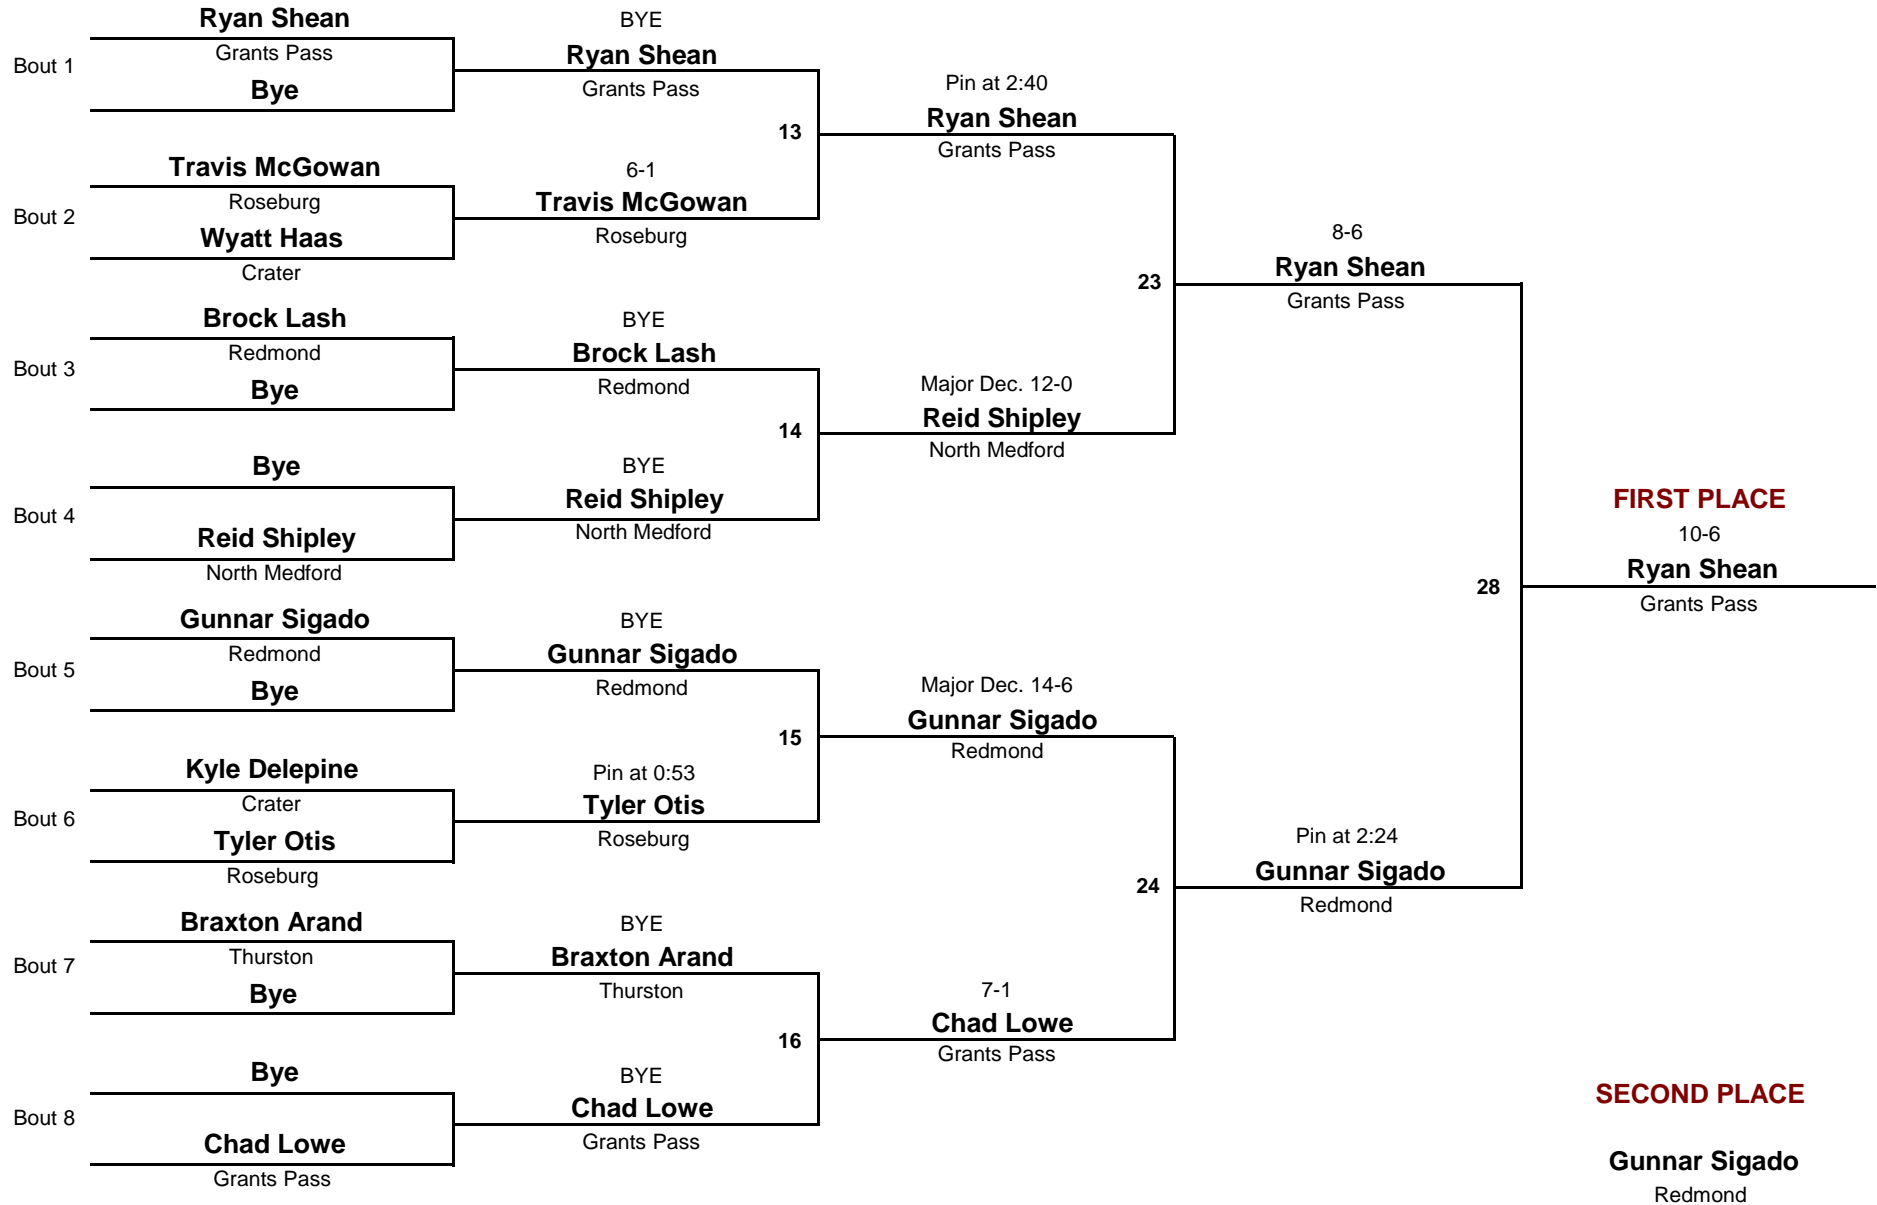 Ryan Shean
Bout 1
Grants Pass
Bye
Travis McGowan
Bout 2
Roseburg
Wyatt Haas
Crater
Brock Lash
Bout 3
Redmond
Bye
Bye
Bout 4
Reid Shipley
North Medford
Gunnar Sigado
Bout 5
Redmond
Bye
Kyle Delepine
Bout 6
Crater
Tyler Otis
Roseburg
Braxton Arand
Bout 7
Thurston
Bye
Bye
Bout 8
Chad Lowe
Grants Pass
BYE
Ryan Shean
Grants Pass
13
6-1
Travis McGowan
Roseburg
BYE
Brock Lash
Redmond
14
BYE
Reid Shipley
North Medford
BYE
Gunnar Sigado
Redmond
15
Pin at 0:53
Tyler Otis
Roseburg
BYE
Braxton Arand
Thurston
16
BYE
Chad Lowe
Grants Pass
Pin at 2:40
Ryan Shean
Grants Pass
23
Major Dec. 12-0
Reid Shipley
North Medford
Major Dec. 14-6
Gunnar Sigado
Redmond
24
7-1
Chad Lowe
Grants Pass
8-6
Ryan Shean
Grants Pass
28
Pin at 2:24
Gunnar Sigado
Redmond
FIRST PLACE
10-6
Ryan Shean
Grants Pass
SECOND PLACE
Gunnar Sigado
Redmond